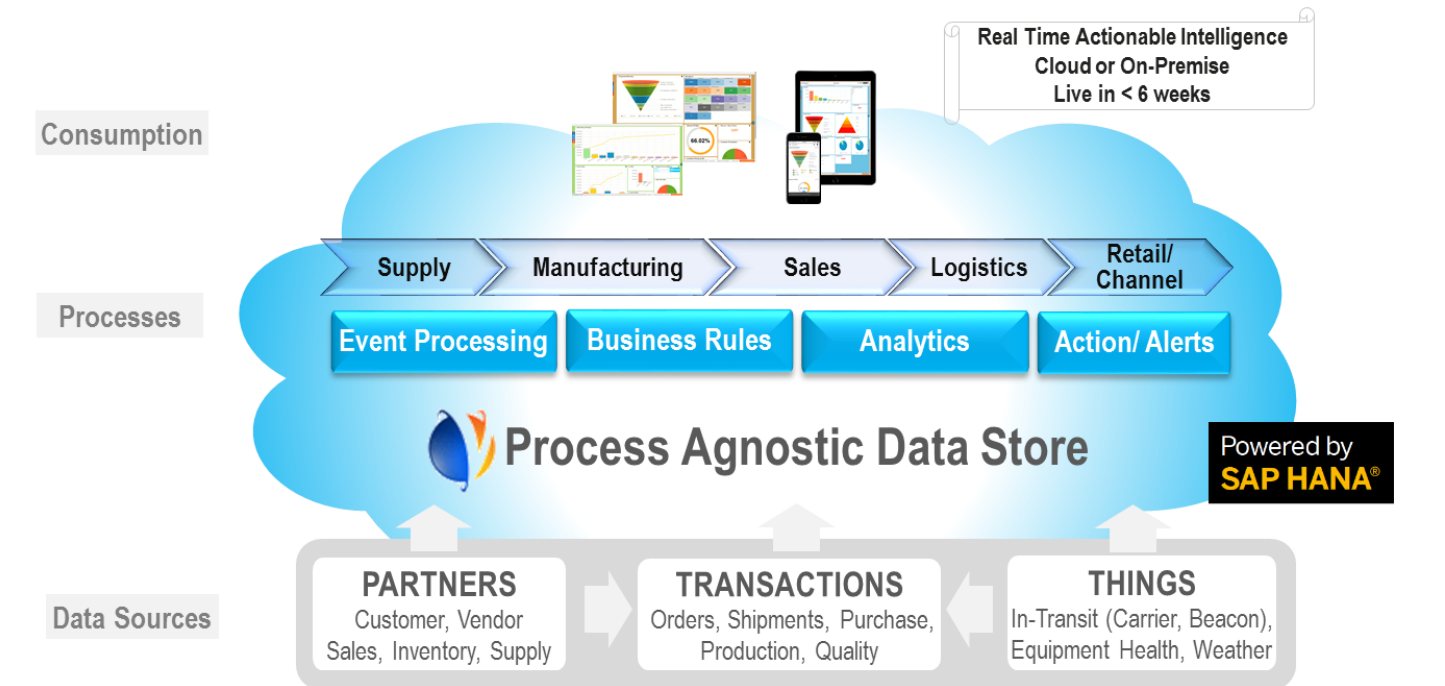 Real Time Actionable Intelligence
Cloud or On-Premise
Live in < 6 weeks
Consumption
66.02%
Supply
Manufacturing
Sales
Logistics
Retail/
Channel
Processes
Event Processing
Business Rules
Analytics
Action/ Alerts
Process Agnostic Data Store
Powered by
SAP HANA®
Data Sources
PARTNERS
Customer, Vendor
Sales, Inventory, Supply
TRANSACTIONS
Orders, Shipments, Purchase,
Production, Quality
THINGS
In-Transit (Carrier, Beacon),
Equipment Health, Weather